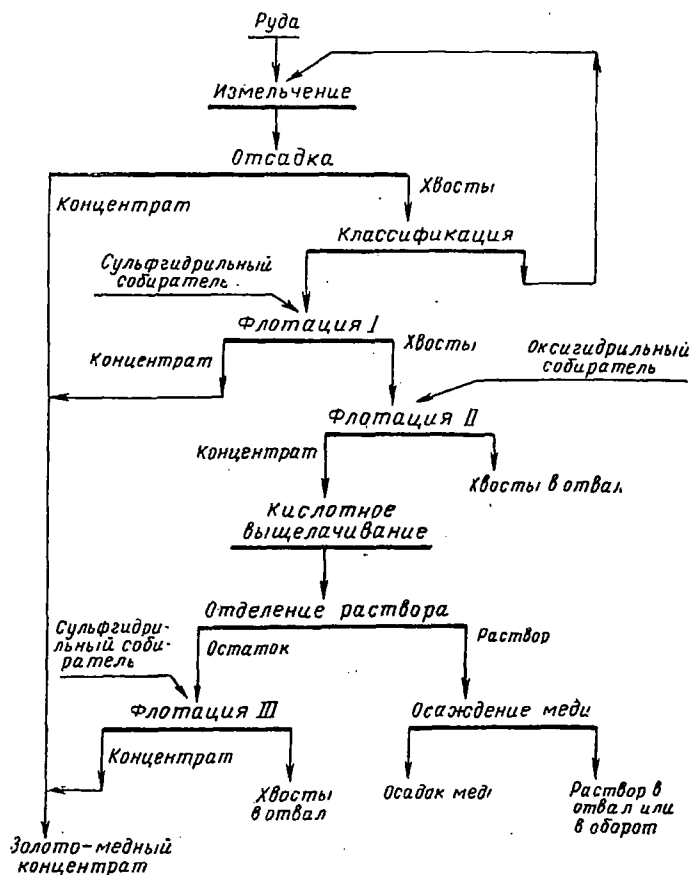 Руда
Измельчение
Отсадка
Концентрат
Хвосты
Классификация
Сульфгидрильный
собиратель
Флотация I
Концентрат
Хвосты
Оксигидрильный
собиратель
Флотация II
Концентрат
Хвосты в отвал
Кислотное
выщелачивание
Отделение раствора
Сульфгидри-
льный соби-
ратель
Остаток
Раствор
Флотация III
Осаждение меди
Концентрат
Хвосты
в отвал
Осадок меди
Раствор в
отвал или
в оборот
Золото-медный
концентрат